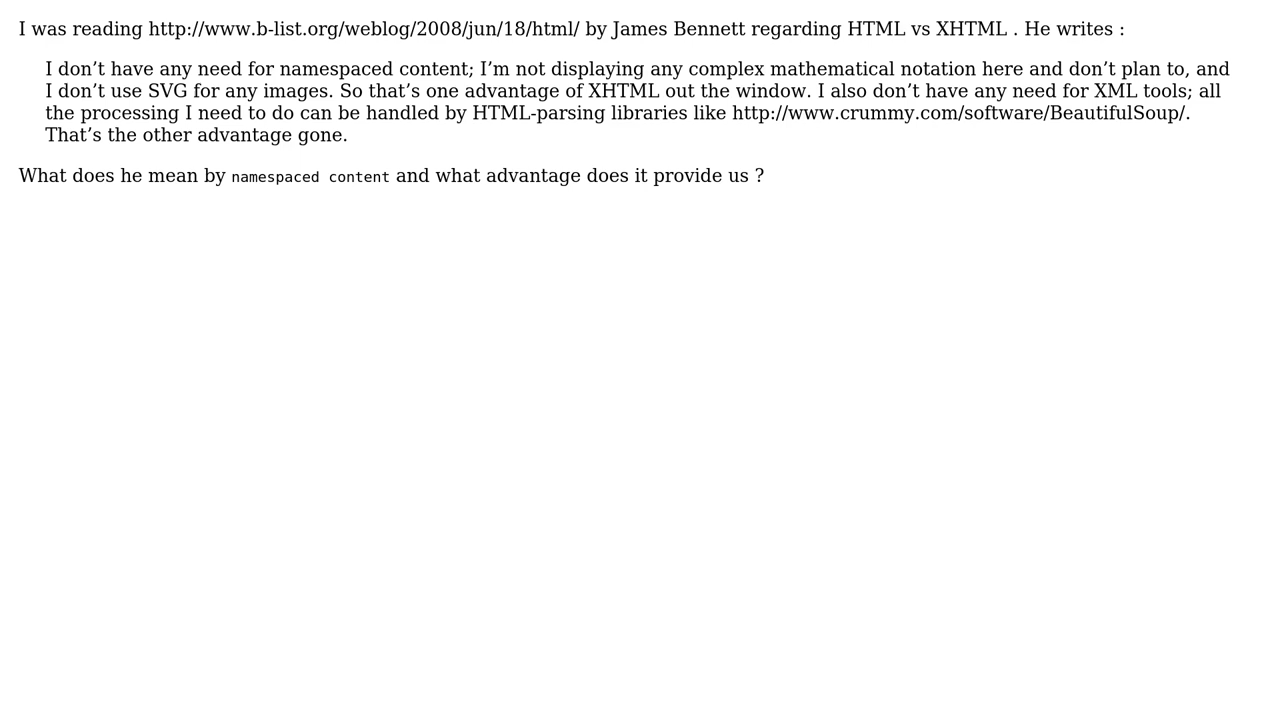 I was reading http://www.b-list.org/weblog/2008/jun/18/html/ by James Bennett regarding HTML vs XHTML . He writes :
I don’t have any need for namespaced content; I’m not displaying any complex mathematical notation here and don’t plan to, and
I don’t use SVG for any images. So that’s one advantage of XHTML out the window. I also don’t have any need for XML tools; all
the processing I need to do can be handled by HTML-parsing libraries like http://www.crummy.com/software/BeautifulSoup/.
That’s the other advantage gone.
What does he mean by namespaced content and what advantage does it provide us ?